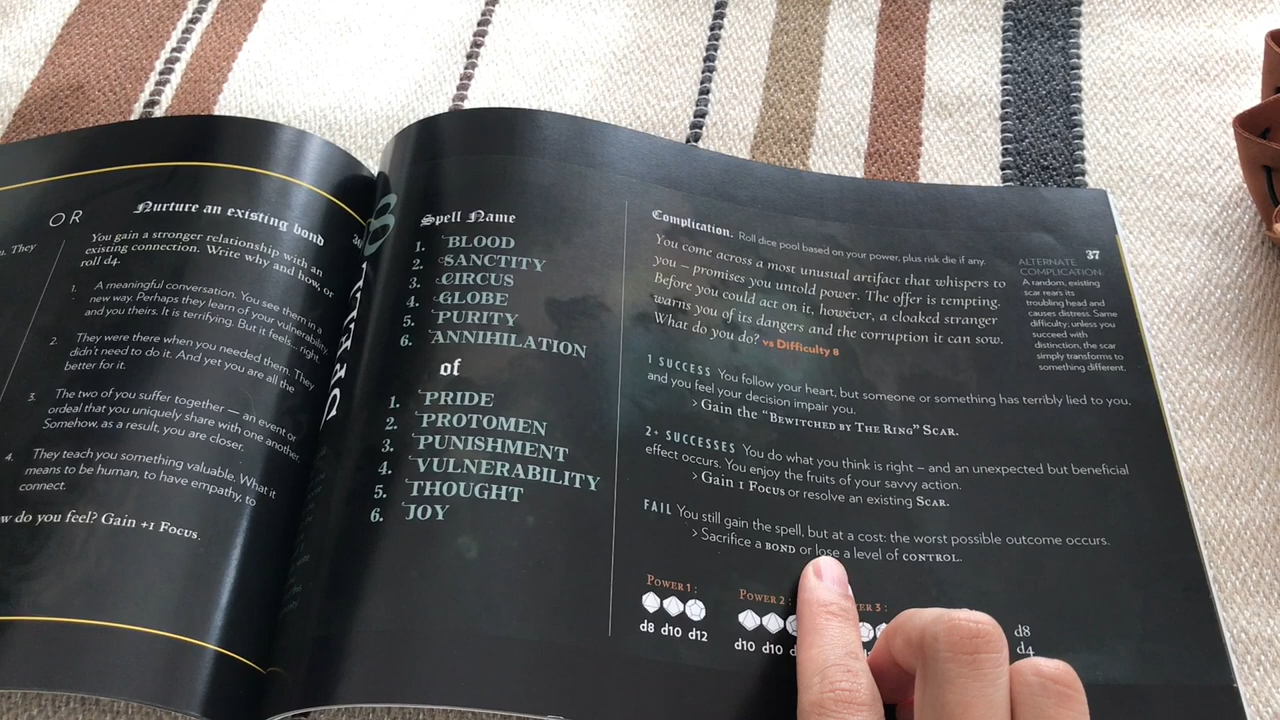 u. They
OR
Nurture an existing bond
You gain a stronger relationship with an
existing connection. Write why and how, or
roll d4.
1. A meaningful conversation. You see them in a
new way. Perhaps they learn of your vulnerability,
and you theirs. It is terrifying. But it feels... right.
2. They were there when you needed them. They
didn't need to do it. And yet you are all the
better for it.
3. The two of you suffer together — an event or
ordeal that you uniquely share with one another.
Somehow, as a result, you are closer.
4. They teach you something valuable. What it
means to be human, to have empathy, to
connect.
w do you feel? Gain +1 Focus.
8
Spell Name
1. BLOOD
2. SANCTITY
3. CIRCUS
4. GLOBE
5. PURITY
6. ANNIHILATION
of
1. PRIDE
2. PROTOMEN
3. PUNISHMENT
4. VULNERABILITY
5. THOUGHT
6. JOY
Complication. Roll dice pool based on your power, plus risk die if any.
You come across a most unusual artifact that whispers to
you – promises you untold power. The offer is tempting.
Before you could act on it, however, a cloaked stranger
warns you of its dangers and the corruption it can sow.
What do you do? vs Difficulty 8
1 SUCCESS You follow your heart, but someone or something has terribly lied to you,
and you feel your decision impair you.
> Gain the “Bewitched by The Ring” Scar.
2+ SUCCESSES You do what you think is right – and an unexpected but beneficial
effect occurs. You enjoy the fruits of your savvy action.
> Gain 1 Focus or resolve an existing Scar.
FAIL You still gain the spell, but at a cost: the worst possible outcome occurs.
> Sacrifice a BOND or lose a level of CONTROL.
Power 1:
d8 d10 d12
Power 2:
d10 d10
er 3:
d8
d4
37
ALTERNATE
COMPLICATION:
A random, existing
scar rears its
troubling head and
causes distress. Same
difficulty; unless you
succeed with
distinction, the scar
simply transforms to
something different.